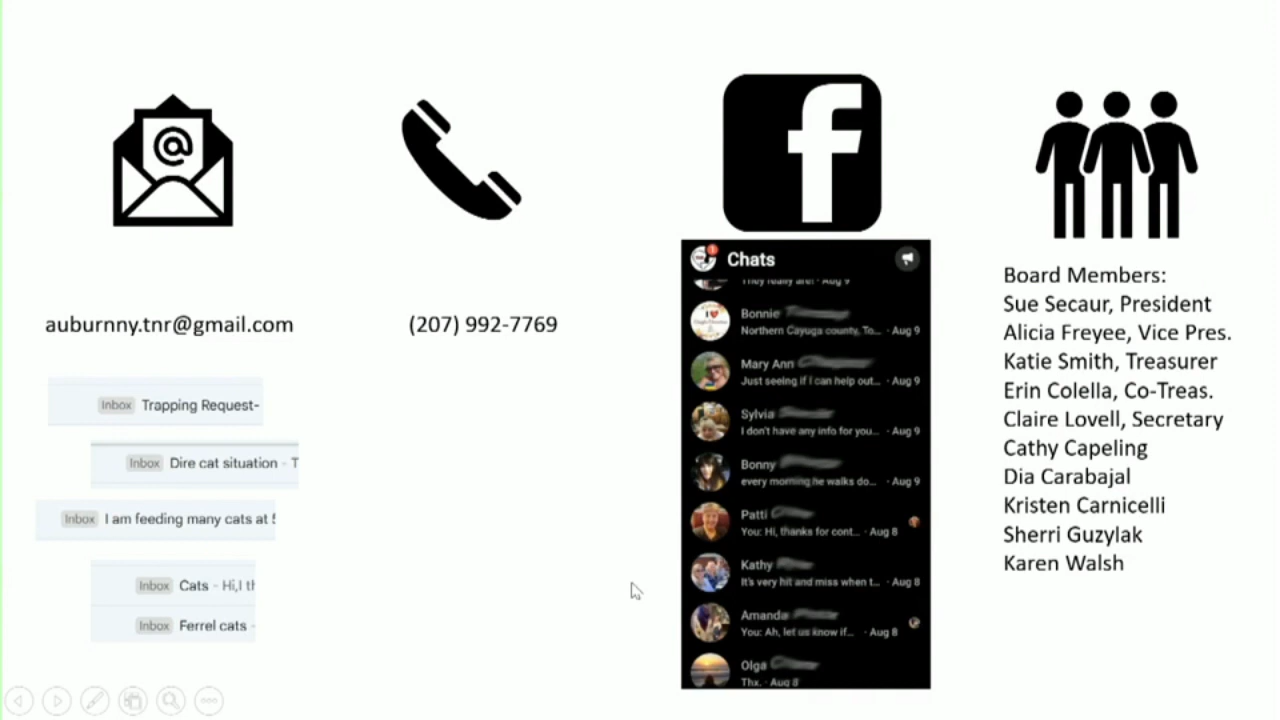 auburnny.tnr@gmail.com
Inbox Trapping Request-
Inbox Dire cat situation - T
Inbox I am feeding many cats at
Inbox Cats - Hi,I th
Inbox Ferrel cats -
(207) 992-7769
f
1
Chats
They really are! · Aug 9
Bonnie
Northern Cayuga county, To... · Aug 9
Mary Ann
Just seeing if I can help out... · Aug 9
Sylvia
I don't have any info for you... · Aug 9
Bonny
every morning he walks do... · Aug 9
Patti
You: Hi, thanks for cont... · Aug 8
Kathy
It's very hit and miss when t... · Aug 8
Amanda
You: Ah, let us know if... · Aug 8
Olga
Thx. · Aug 8
Board Members:
Sue Secaur, President
Alicia Freyee, Vice Pres.
Katie Smith, Treasurer
Erin Colella, Co-Treas.
Claire Lovell, Secretary
Cathy Capeling
Dia Carabajal
Kristen Carnicelli
Sherri Guzylak
Karen Walsh